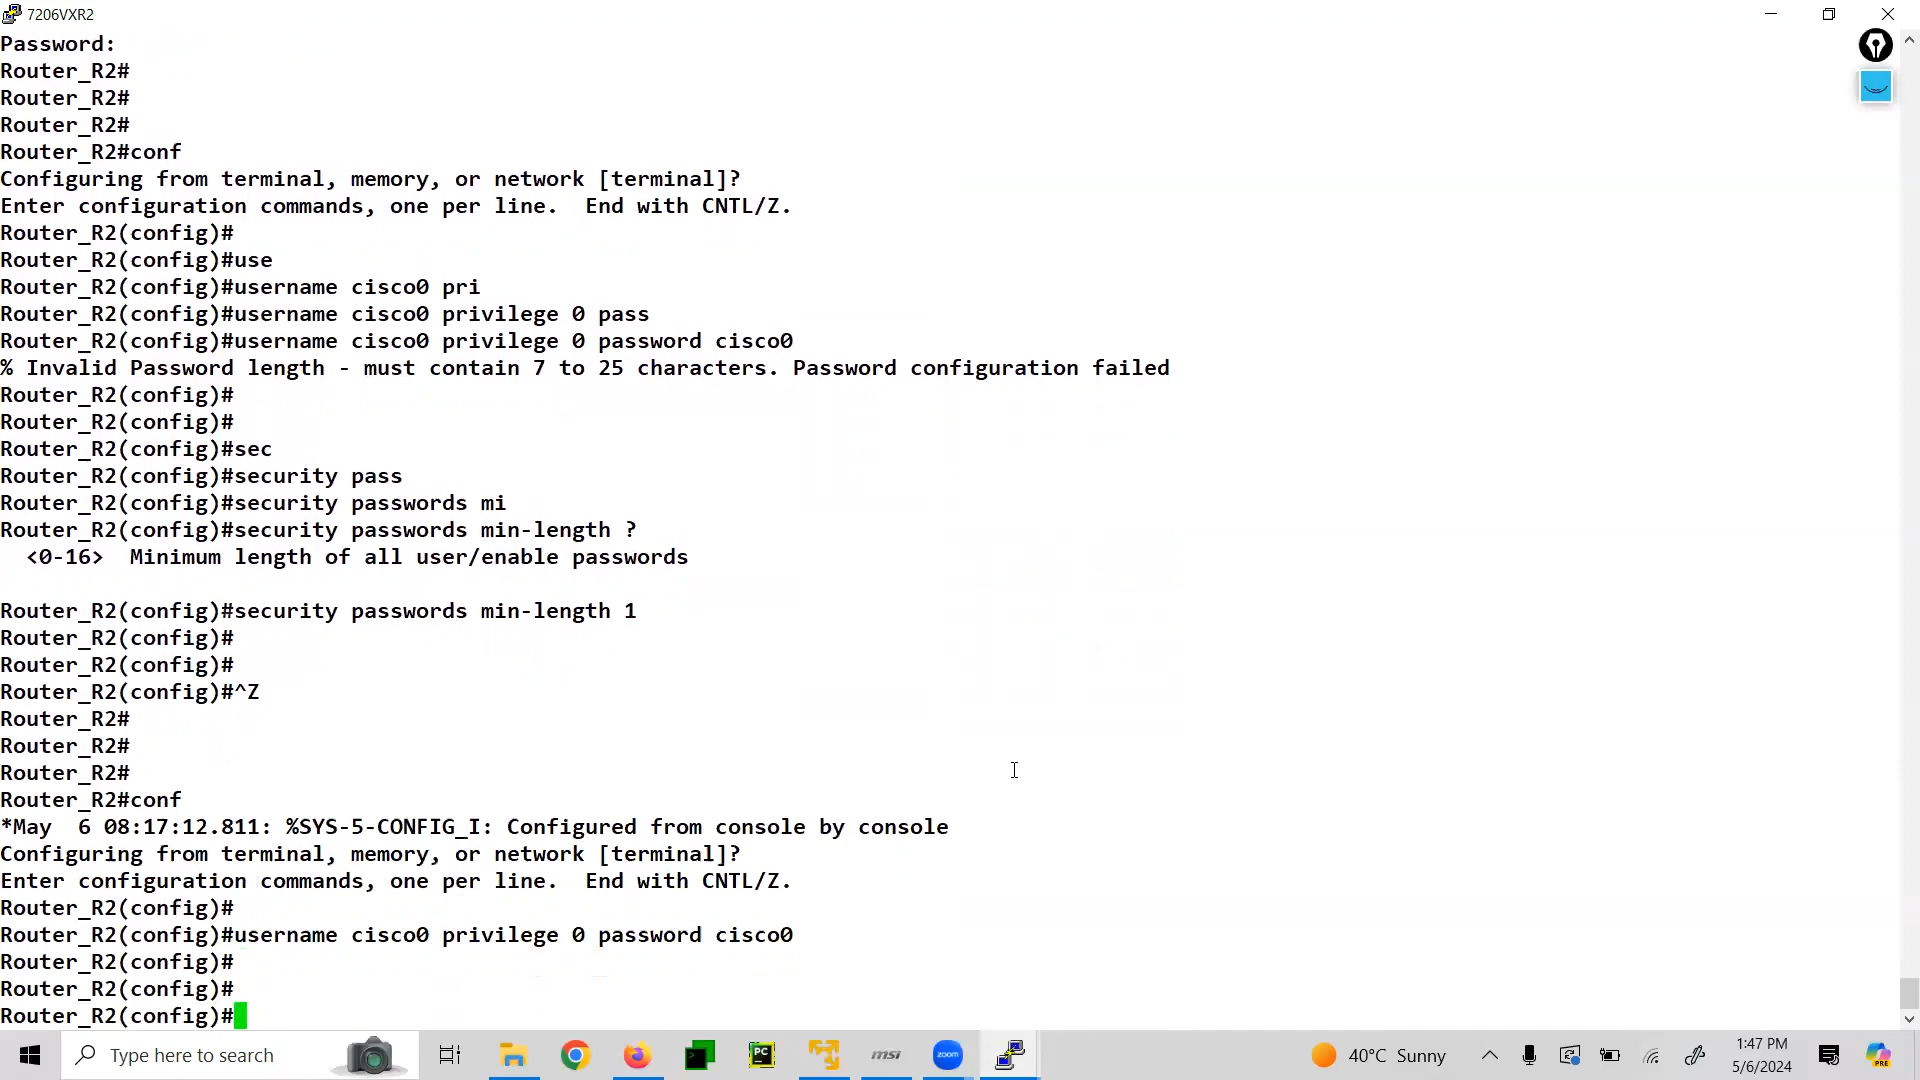 7206VXR2
Password:
Router_R2#
Router_R2#
Router_R2#
Router_R2#conf
Configuring from terminal, memory, or network [terminal]?
Enter configuration commands, one per line.  End with CNTL/Z.
Router_R2(config)#
Router_R2(config)#use
Router_R2(config)#username cisco0 pri
Router_R2(config)#username cisco0 privilege 0 pass
Router_R2(config)#username cisco0 privilege 0 password cisco0
% Invalid Password length - must contain 7 to 25 characters. Password configuration failed
Router_R2(config)#
Router_R2(config)#
Router_R2(config)#sec
Router_R2(config)#security pass
Router_R2(config)#security passwords mi
Router_R2(config)#security passwords min-length ?
  <0-16>  Minimum length of all user/enable passwords
Router_R2(config)#security passwords min-length 1
Router_R2(config)#
Router_R2(config)#
Router_R2(config)#^Z
Router_R2#
Router_R2#
Router_R2#
Router_R2#conf
*May  6 08:17:12.811: %SYS-5-CONFIG_I: Configured from console by console
Configuring from terminal, memory, or network [terminal]?
Enter configuration commands, one per line.  End with CNTL/Z.
Router_R2(config)#
Router_R2(config)#username cisco0 privilege 0 password cisco0
Router_R2(config)#
Router_R2(config)#
Router_R2(config)#
Type here to search
PC
msi
zoom
40°C Sunny
1:47 PM
5/6/2024
PRE